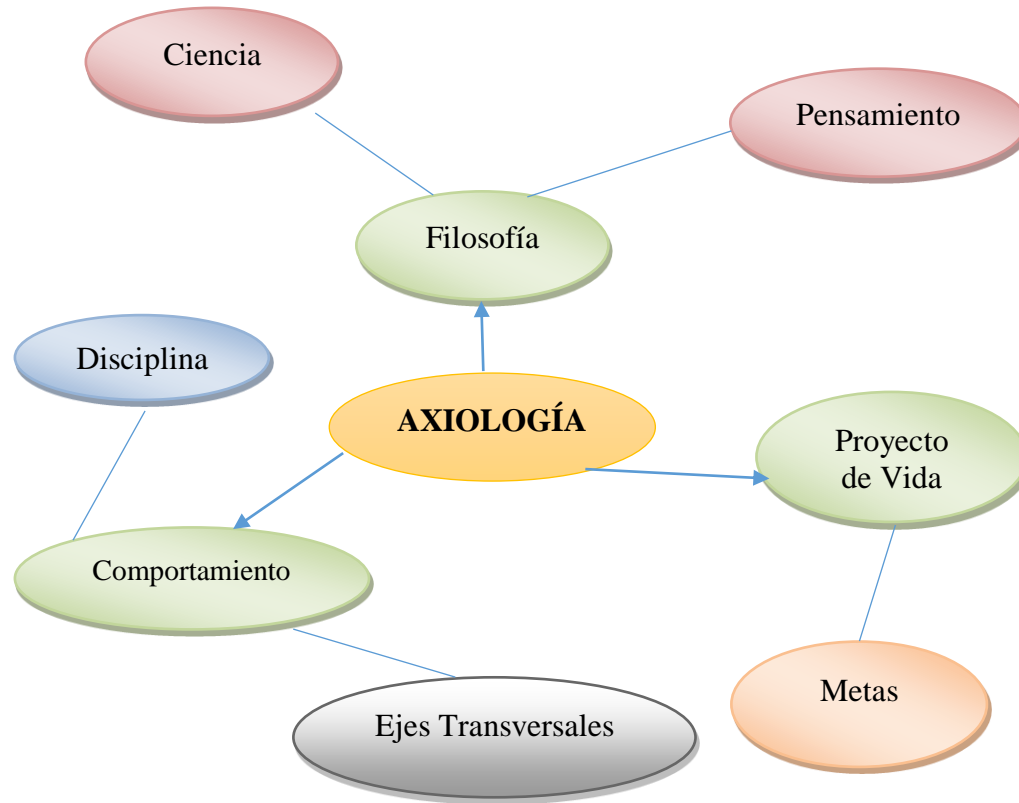 Ciencia
Pensamiento
Filosofía
Disciplina
AXIOLOGÍA
Proyecto
de Vida
Comportamiento
Metas
Ejes Transversales